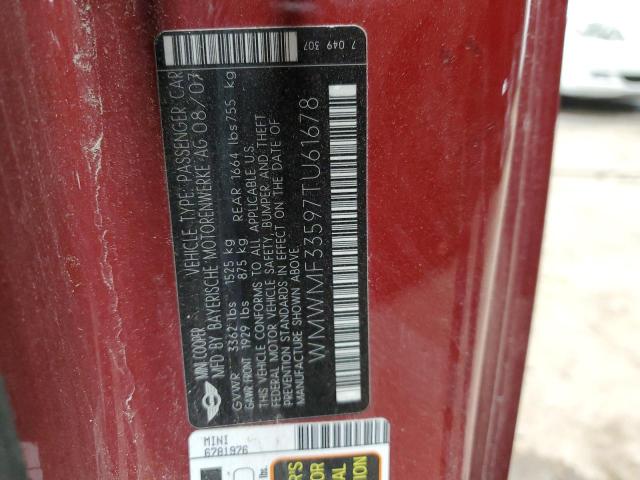 MINI COOPER
VEHICLE TYPE: PASSENGER CAR
MFD BY BAYERISCHE MOTORENWERKE AG 08/07
GVWR 3362 lbs 1525 kg
GAWR FRONT 1929 lbs 875 kg REAR 1664 lbs 755 kg
THIS VEHICLE CONFORMS TO ALL APPLICABLE U.S.
FEDERAL MOTOR VEHICLE SAFETY, BUMPER, AND THEFT
PREVENTION STANDARDS IN EFFECT ON THE DATE OF
MANUFACTURE SHOWN ABOVE.
WMWMF33597TU61678
7 049 307
MINI
6781976
lbs.
R'S
OR
AL